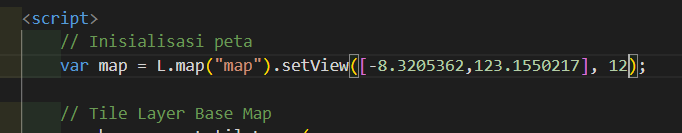 <script>
// Inisialisasi peta
var map = L.map("map").setView([-8.3205362,123.1550217], 12);
// Tile Layer Base Map